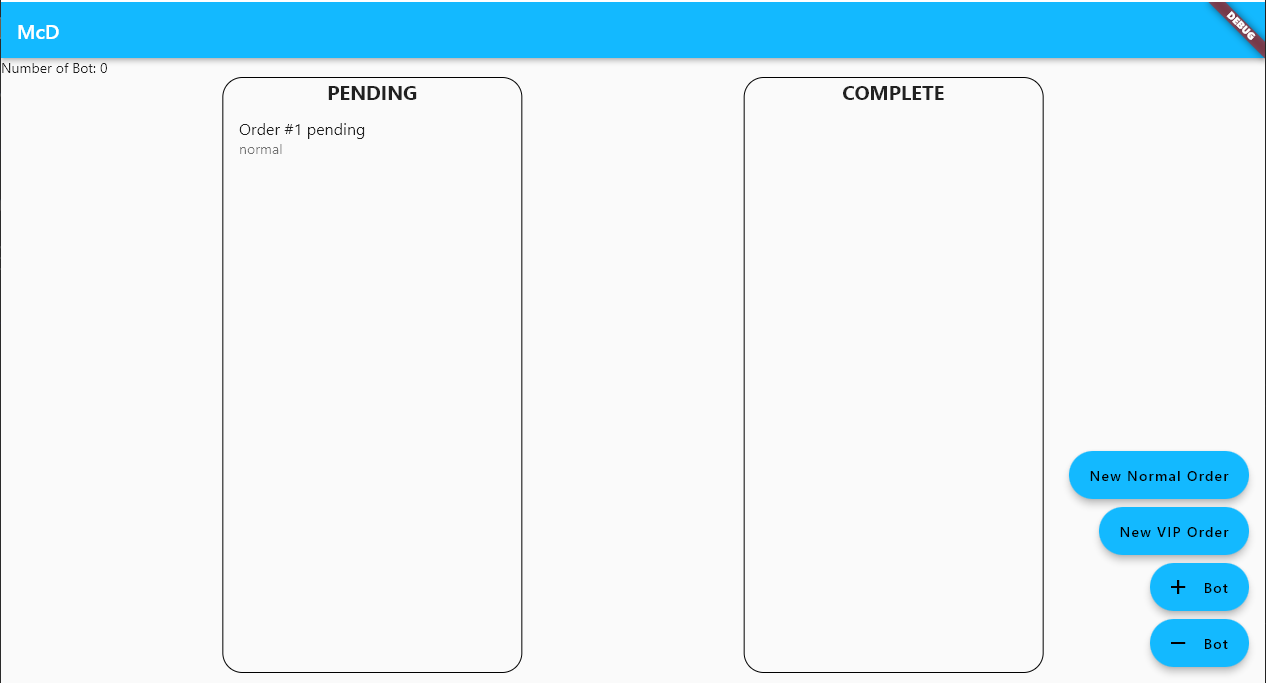 McD
DEBUG
Number of Bot: 0
PENDING
Order #1 pending
normal
COMPLETE
New Normal Order
New VIP Order
+ Bot
− Bot